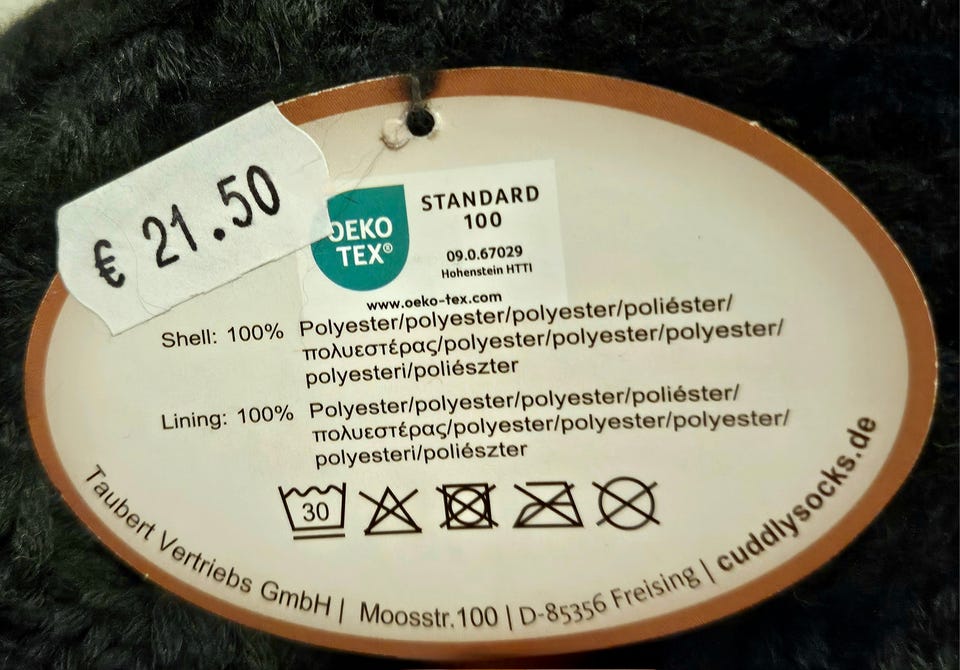 € 21.50
OEKO
TEX®
STANDARD
100
09.0.67029
Hohenstein HTTI
www.oeko-tex.com
Shell: 100% Polyester/polyester/polyester/poliéster/
πολυεστέρας/polyester/polyester/polyester/
polyesteri/poliészter
Lining: 100% Polyester/polyester/polyester/poliéster/
πολυεστέρας/polyester/polyester/polyester/
polyesteri/poliészter
30
Taubert Vertriebs GmbH | Moosstr.100 | D-85356 Freising | cuddlysocks.de